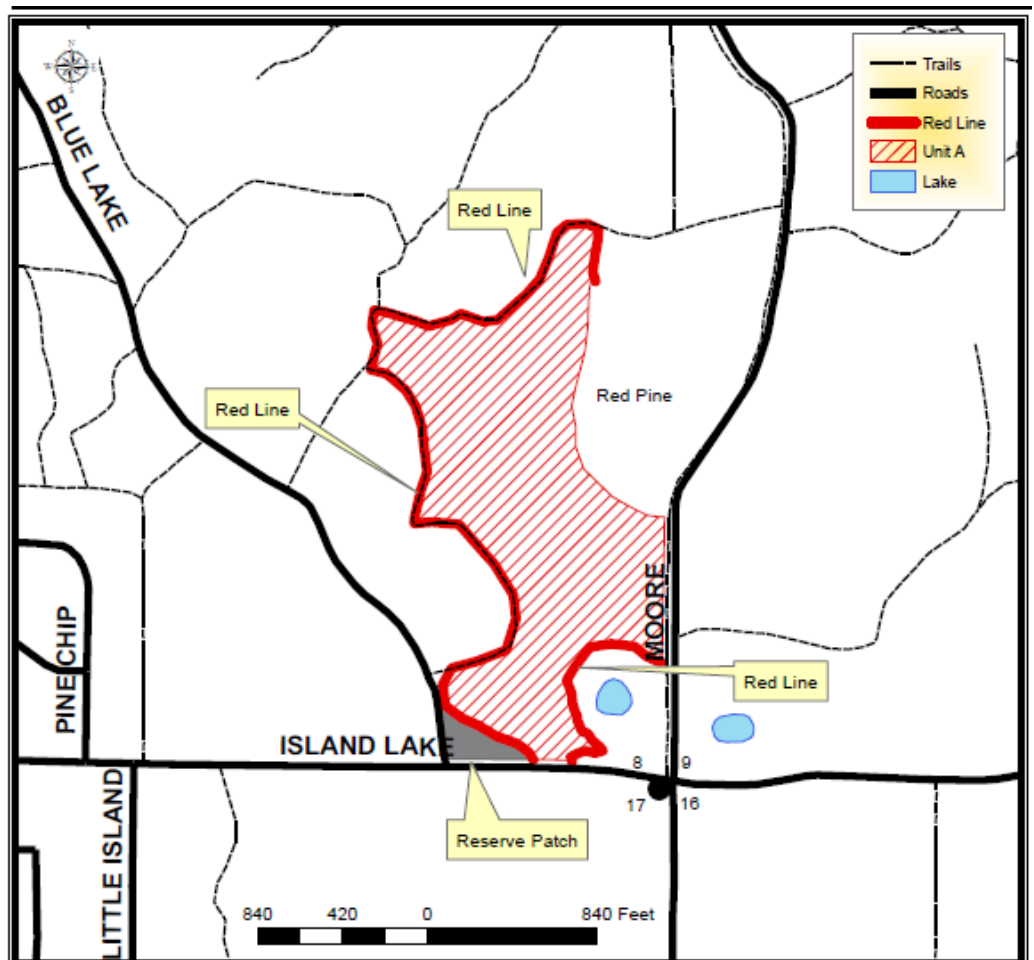 N
W E
S
Trails
Roads
Red Line
Unit A
Lake
BLUE LAKE
Red Line
Red Line
Red Pine
MOORE
PINE CHIP
Red Line
ISLAND LAKE
8 9
17 16
LITTLE ISLAND
Reserve Patch
840 420 0 840 Feet